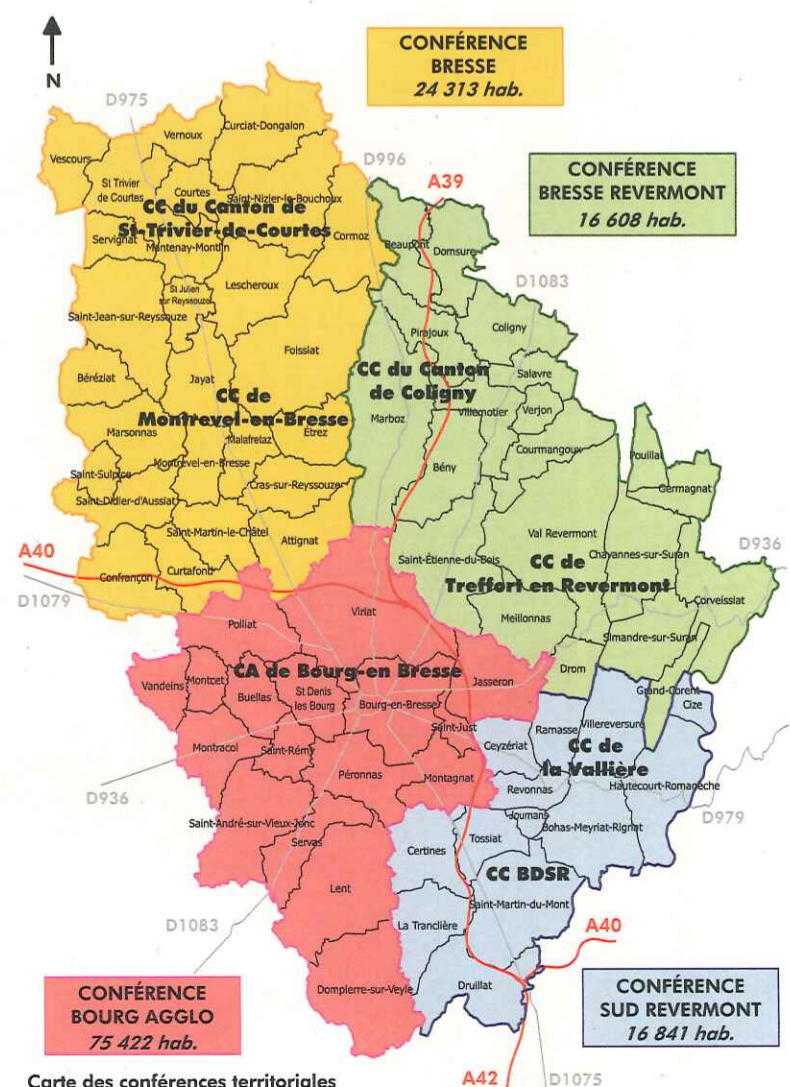 CONFÉRENCE
BRESSE
24 313 hab.
N
D975
Curciat-Dongalon
Vernoux
Vescours
D996
CONFÉRENCE
BRESSE REVERMONT
16 608 hab.
St Trivier
de Courtes
Courtes
Saint-Nizier-le-Bouchoux
A39
CC du Canton de
St-Trivier-de-Courtes
Servignat
Mantenay-Montlin
Cormoz
Beaupont
Domsure
D1083
St Julien
sur Reyssouze
Lescheroux
Saint-Jean-sur-Reyssouze
Pirajoux
Coligny
Foissiat
CC du Canton
de Coligny
Salavre
Béréziat
Jayat
CC de
Montrevel-en-Bresse
Marboz
Villemotier
Verjon
Marsonnas
Malafretaz
Étrez
Courmangoux
Montrevel-en-Bresse
Bény
Pouillat
Saint-Sulpice
Cras-sur-Reyssouze
Germagnat
Saint-Didier-d'Aussiat
Saint-Martin-le-Châtel
Attignat
Val Revermont
Chavannes-sur-Suran
D936
A40
Saint-Étienne-du-Bois
CC de
Treffort en Revermont
Confrançon
Curtafond
Corveissiat
D1079
Viriat
Meillonnas
Polliat
Simandre-sur-Suran
CA de Bourg-en Bresse
Jasseron
Drom
Vandeins
Montcet
Buellas
St Denis
les Bourg
Bourg-en-Bresse
Grand-Corent
Cize
Saint-Just
Ramasse
Villereversure
Montracol
Saint-Rémy
Ceyzériat
CC de
la Vallière
Péronnas
Montagnat
Revonnas
Hautecourt-Romanèche
D936
D979
Saint-André-sur-Vieux-Jonc
Journans
Bohas-Meyriat-Rignat
Servas
Certines
Tossiat
Lent
CC BDSR
Saint-Martin-du-Mont
D1083
La Tranclière
A40
CONFÉRENCE
BOURG AGGLO
75 422 hab.
Dompierre-sur-Veyle
Druillat
CONFÉRENCE
SUD REVERMONT
16 841 hab.
Carte des conférences territoriales
A42
D1075